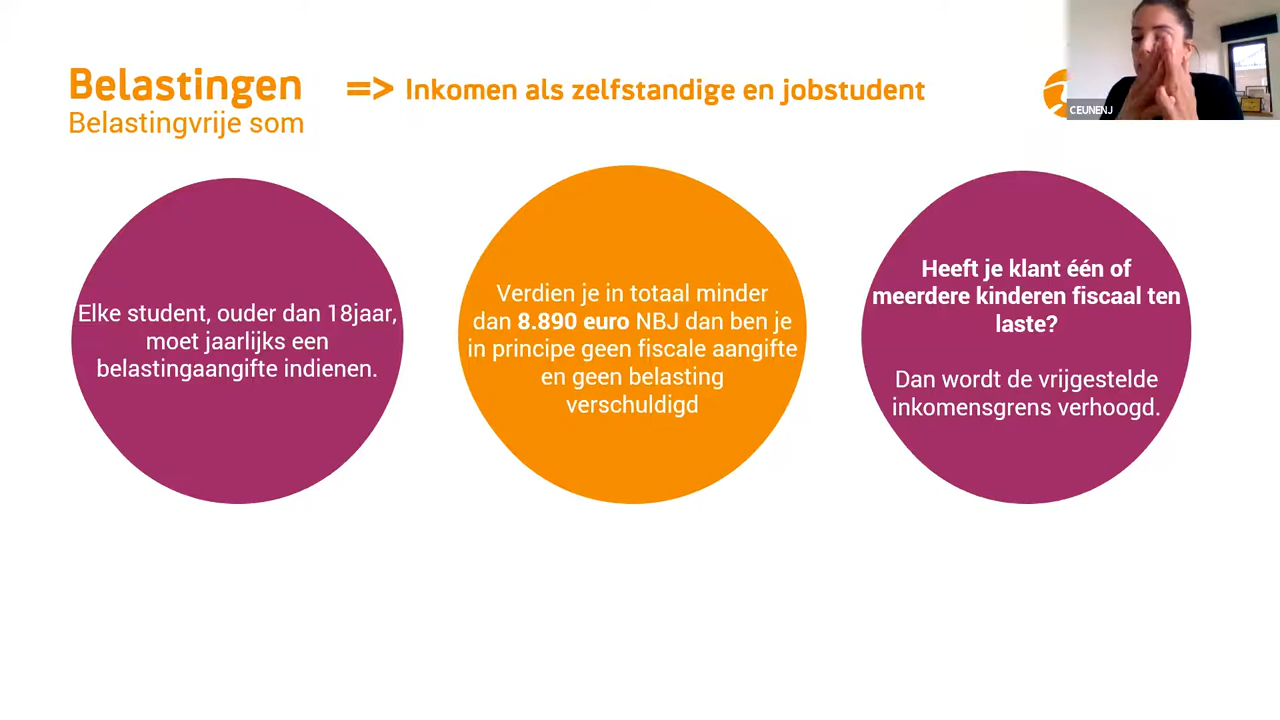 Belastingen
=> Inkomen als zelfstandige en jobstudent
Belastingvrije som
CEUNENJ
Elke student, ouder dan 18jaar,
moet jaarlijks een
belastingaangifte indienen.
Verdien je in totaal minder
dan 8.890 euro NBJ dan ben je
in principe geen fiscale aangifte
en geen belasting
verschuldigd
Heeft je klant één of
meerdere kinderen fiscaal ten
laste?
Dan wordt de vrijgestelde
inkomensgrens verhoogd.